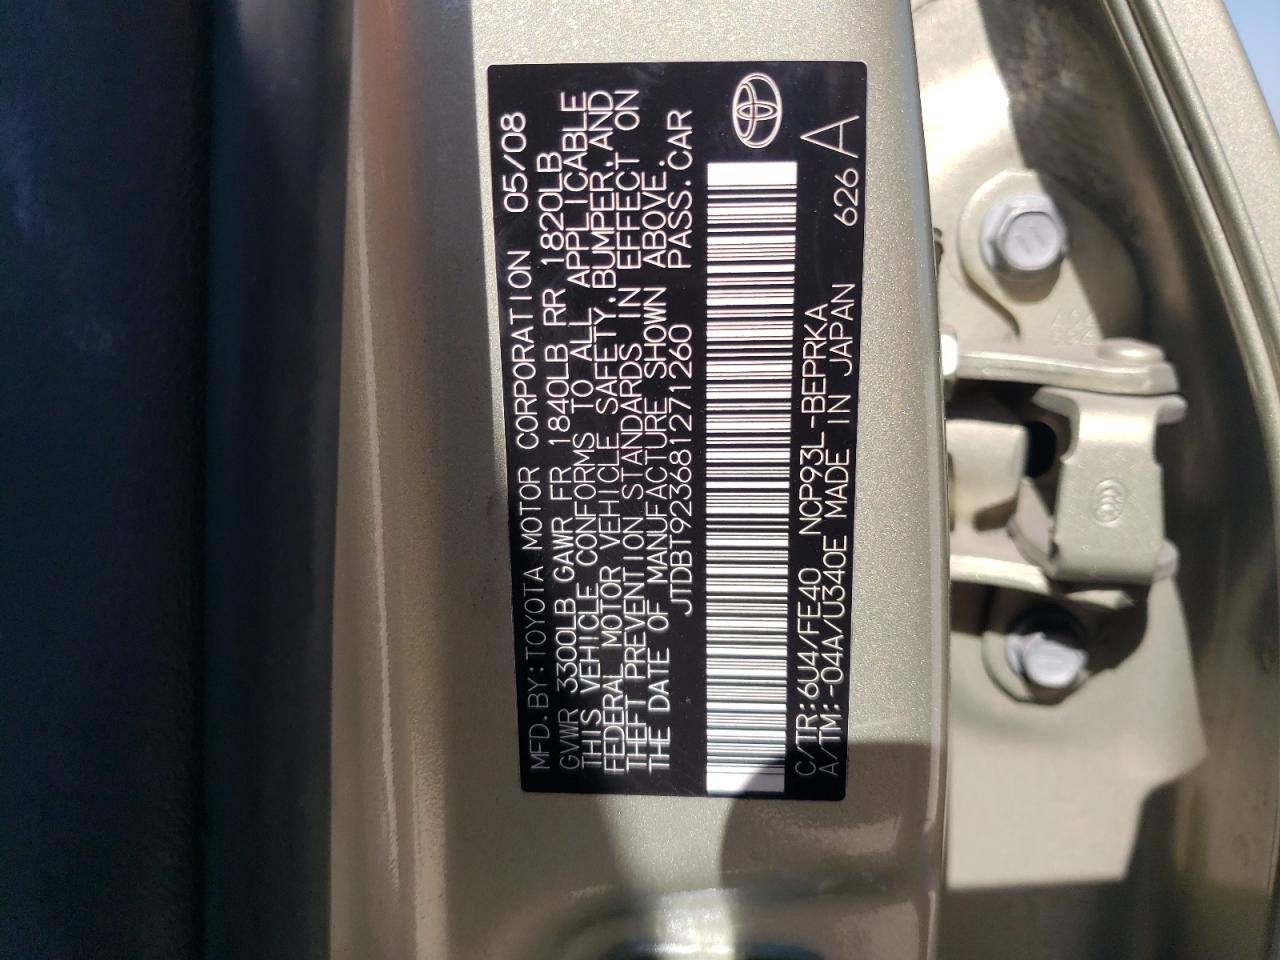 MFD. BY: TOYOTA MOTOR CORPORATION 05/08
GVWR 3300LB GAWR FR 1840LB RR 1820LB
THIS VEHICLE CONFORMS TO ALL APPLICABLE
FEDERAL MOTOR VEHICLE SAFETY, BUMPER, AND
THEFT PREVENTION STANDARDS IN EFFECT ON
THE DATE OF MANUFACTURE SHOWN ABOVE.
JTDBT923681271260 PASS. CAR
C/TR: 6U4/FE40 NCP93L-BEPRKA
A/TM: -04A/U340E MADE IN JAPAN 626 A